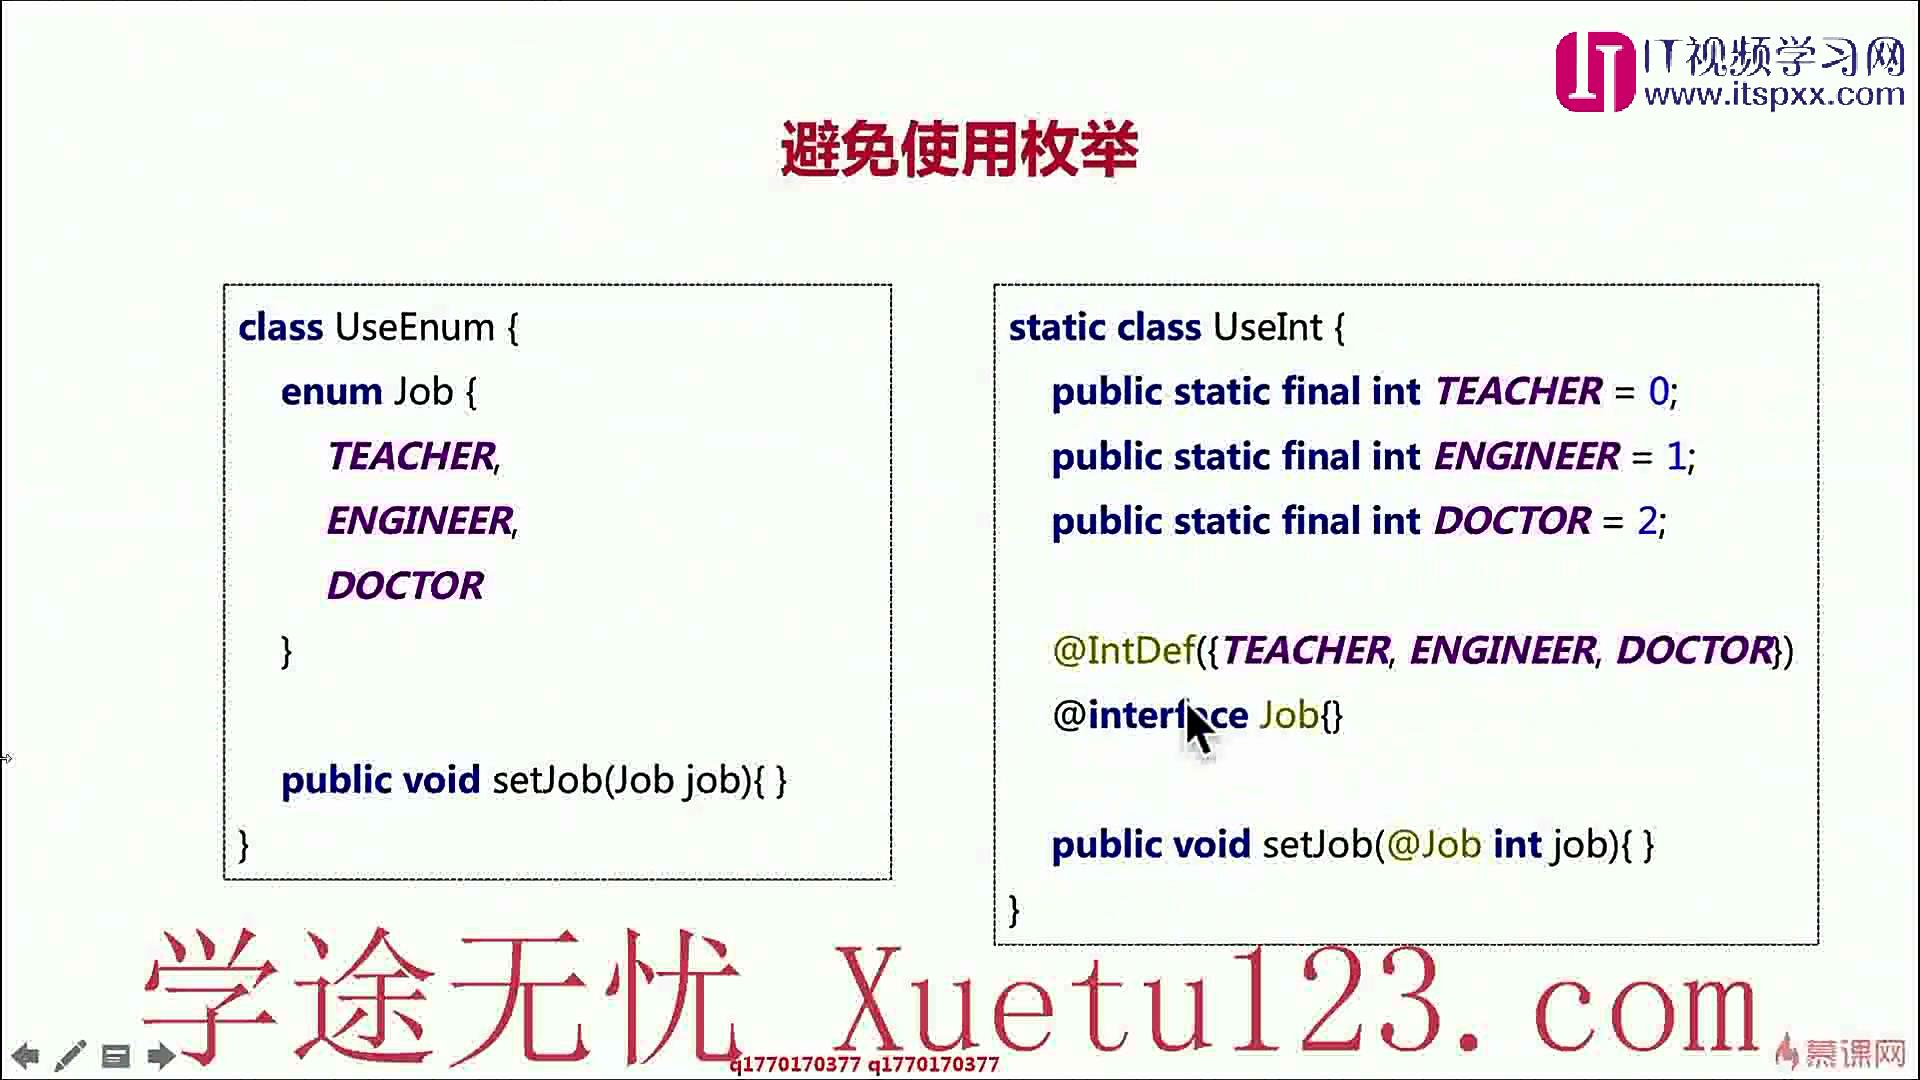 IT视频学习网
www.itspxx.com
避免使用枚举
class UseEnum {
enum Job {
TEACHER,
ENGINEER,
DOCTOR
}
public void setJob(Job job){ }
}
static class UseInt {
public static final int TEACHER = 0;
public static final int ENGINEER = 1;
public static final int DOCTOR = 2;
@IntDef({TEACHER, ENGINEER, DOCTOR})
@interface Job{}
public void setJob(@Job int job){ }
}
学途无忧 Xuetu123.com
q1770170377 q1770170377
慕课网